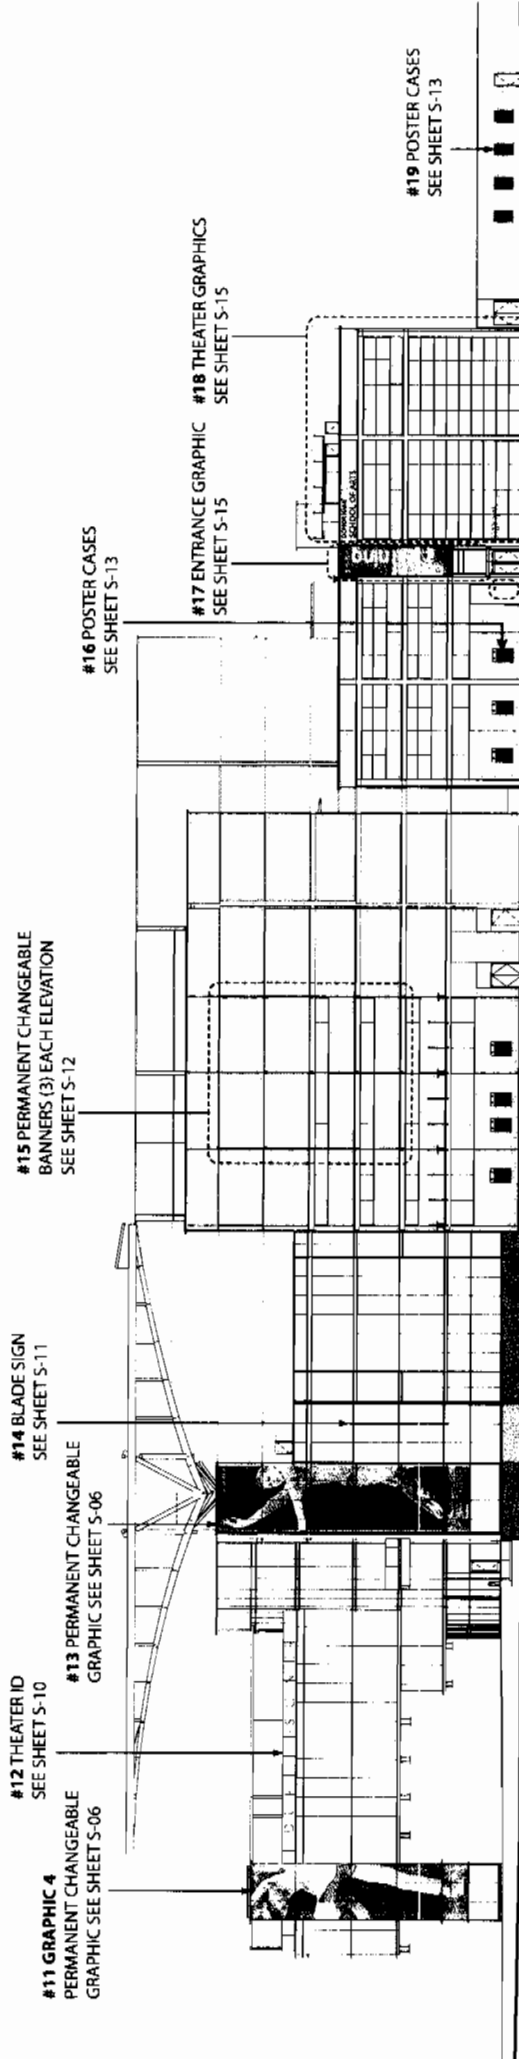 #11 GRAPHIC 4
PERMANENT CHANGEABLE
GRAPHIC SEE SHEET S-06
#12 THEATER ID
SEE SHEET S-10
#13 PERMANENT CHANGEABLE
GRAPHIC SEE SHEET S-06
#14 BLADE SIGN
SEE SHEET S-11
#15 PERMANENT CHANGEABLE
BANNERS (3) EACH ELEVATION
SEE SHEET S-12
#16 POSTER CASES
SEE SHEET S-13
#17 ENTRANCE GRAPHIC
SEE SHEET S-15
#18 THEATER GRAPHICS
SEE SHEET S-15
#19 POSTER CASES
SEE SHEET S-13
SCHOOL OF ARTS